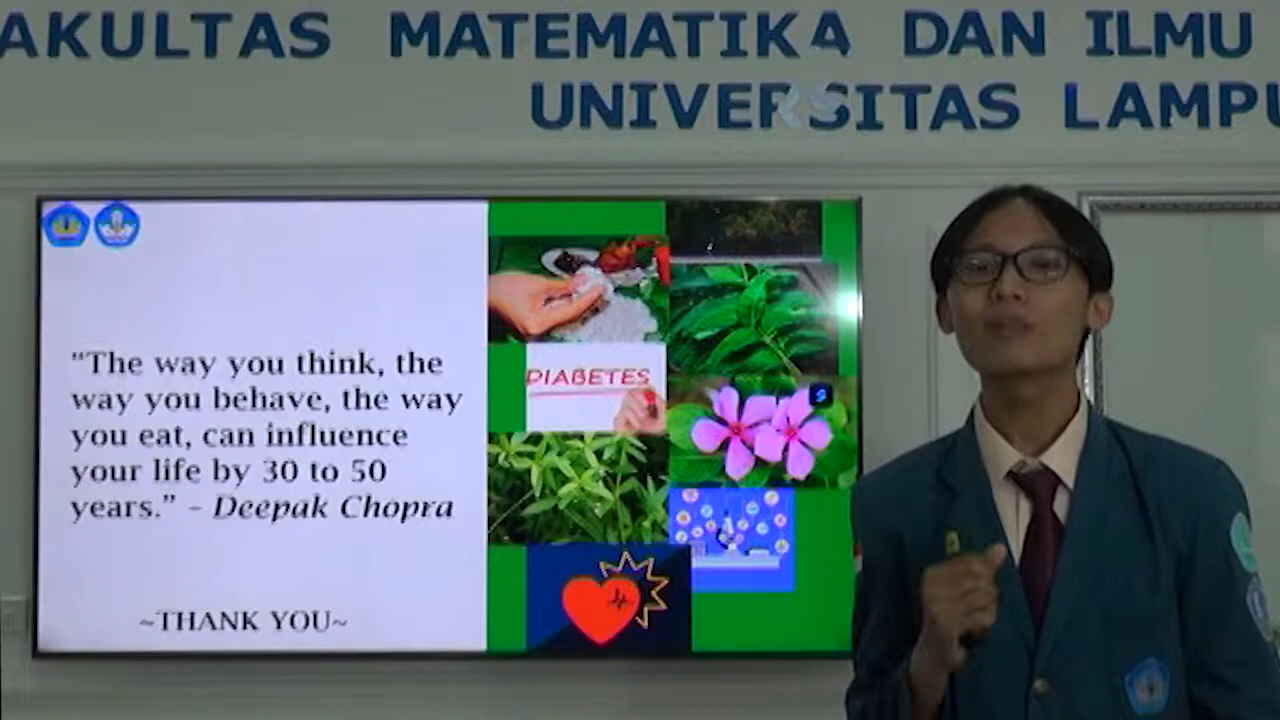 AKULTAS MATEMATIKA DAN ILMU
UNIVERSITAS LAMPU
"The way you think, the
way you behave, the way
you eat, can influence
your life by 30 to 50
years." - Deepak Chopra
~THANK YOU~
DIABETES